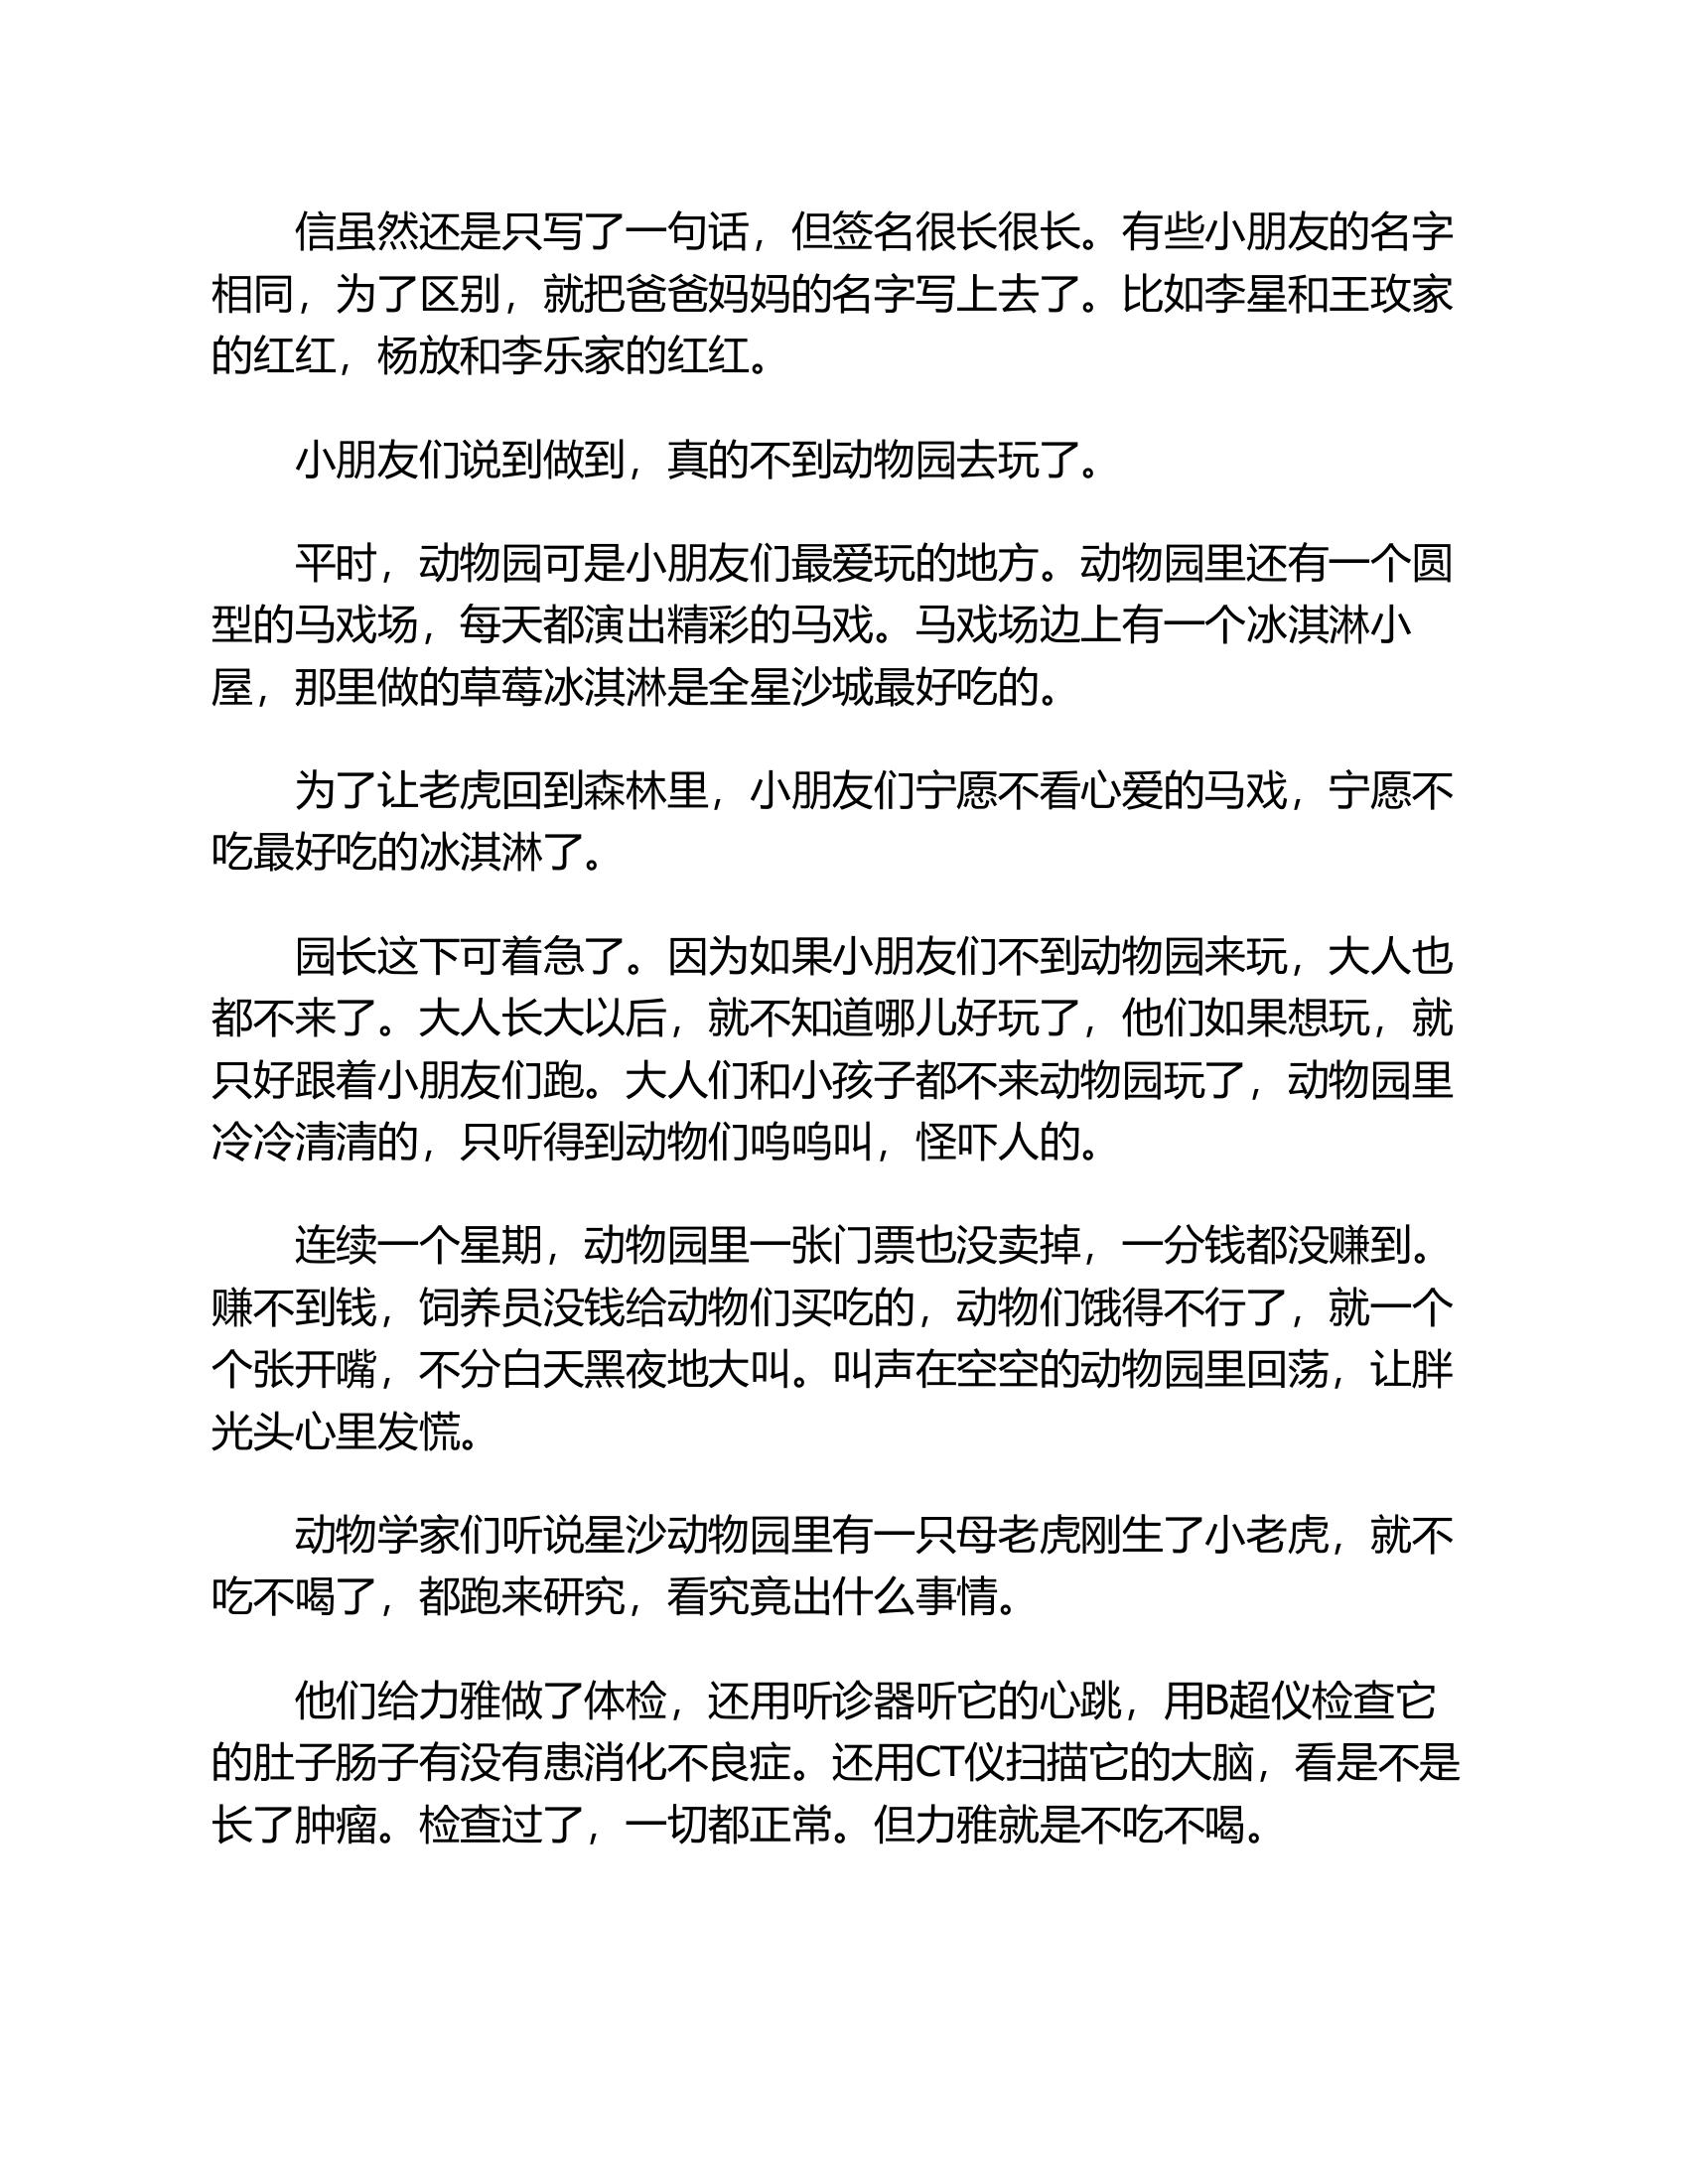 信虽然还是只写了一句话，但签名很长很长。有些小朋友的名字
相同，为了区别，就把爸爸妈妈的名字写上去了。比如李星和王玫家
的红红，杨放和李乐家的红红。
小朋友们说到做到，真的不到动物园去玩了。
平时，动物园可是小朋友们最爱玩的地方。动物园里还有一个圆
型的马戏场，每天都演出精彩的马戏。马戏场边上有一个冰淇淋小
屋，那里做的草莓冰淇淋是全星沙城最好吃的。
为了让老虎回到森林里，小朋友们宁愿不看心爱的马戏，宁愿不
吃最好吃的冰淇淋了。
园长这下可着急了。因为如果小朋友们不到动物园来玩，大人也
都不来了。大人长大以后，就不知道哪儿好玩了，他们如果想玩，就
只好跟着小朋友们跑。大人们和小孩子都不来动物园玩了，动物园里
冷冷清清的，只听得到动物们呜呜叫，怪吓人的。
连续一个星期，动物园里一张门票也没卖掉，一分钱都没赚到。
赚不到钱，饲养员没钱给动物们买吃的，动物们饿得不行了，就一个
个张开嘴，不分白天黑夜地大叫。叫声在空空的动物园里回荡，让胖
光头心里发慌。
动物学家们听说星沙动物园里有一只母老虎刚生了小老虎，就不
吃不喝了，都跑来研究，看究竟出什么事情。
他们给力雅做了体检，还用听诊器听它的心跳，用B超仪检查它
的肚子肠子有没有患消化不良症。还用CT仪扫描它的大脑，看是不是
长了肿瘤。检查过了，一切都正常。但力雅就是不吃不喝。